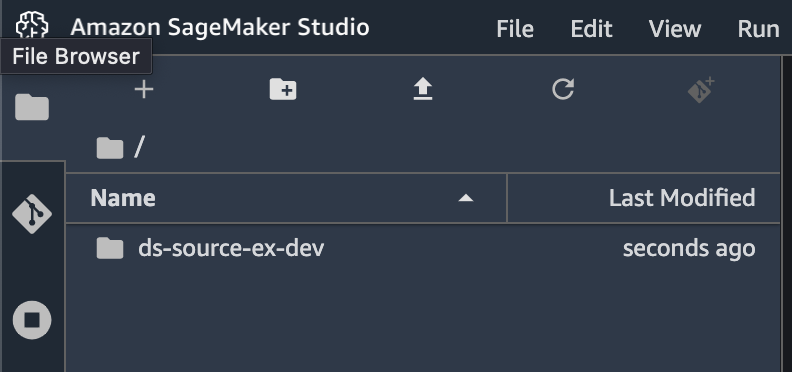 Amazon SageMaker Studio File Edit View Run
File Browser
/
Name Last Modified
ds-source-ex-dev seconds ago